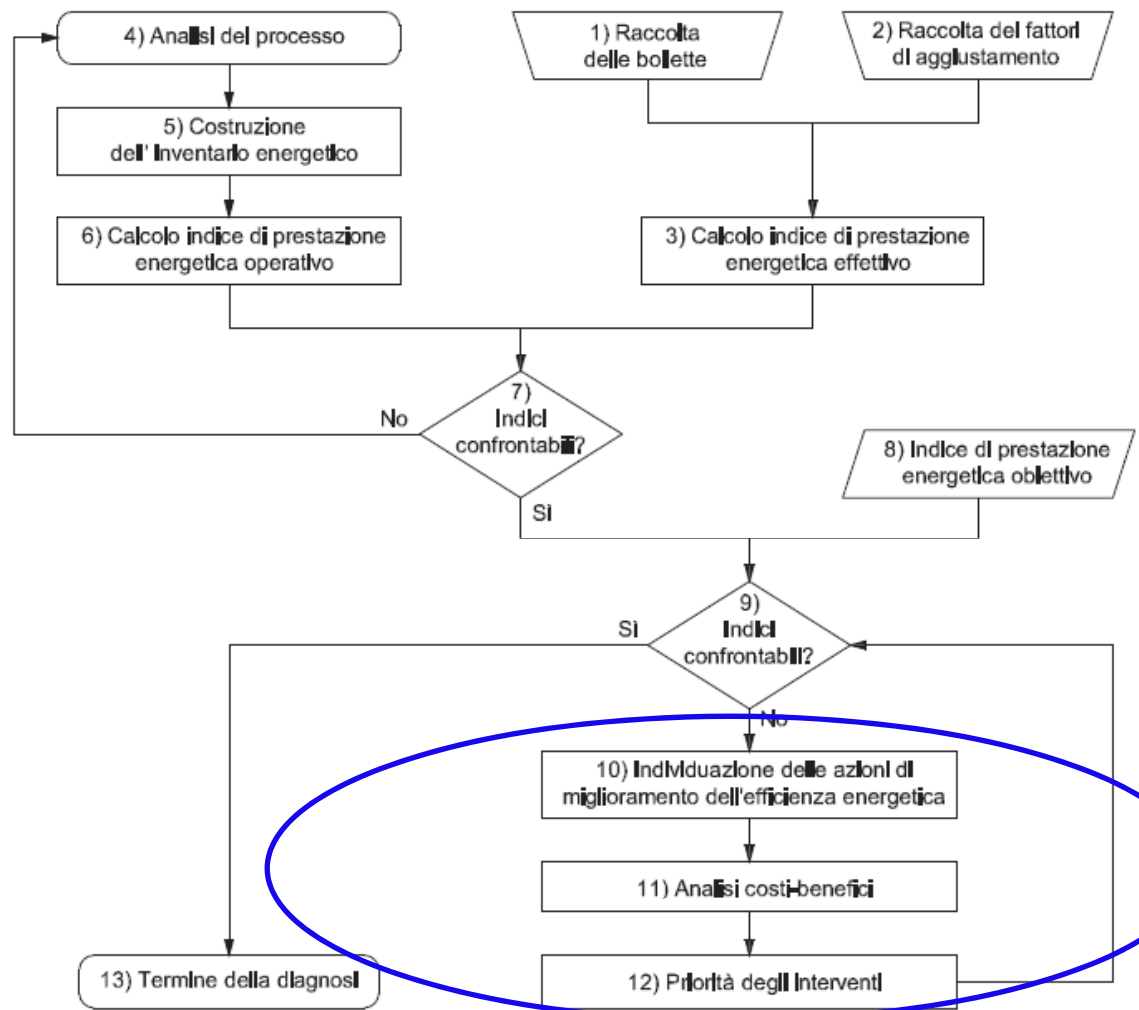 4) Analisi del processo
1) Raccolta
delle bollette
2) Raccolta dei fattori
di aggiustamento
5) Costruzione
dell' inventario energetico
6) Calcolo indice di prestazione
energetica operativo
3) Calcolo indice di prestazione
energetica effettivo
7)
Indici
confrontabili?
No
Sì
8) Indice di prestazione
energetica obiettivo
9)
Indici
confrontabili?
Sì
No
10) Individuazione delle azioni di
miglioramento dell'efficienza energetica
11) Analisi costi-benefici
12) Priorità degli interventi
13) Termine della diagnosi